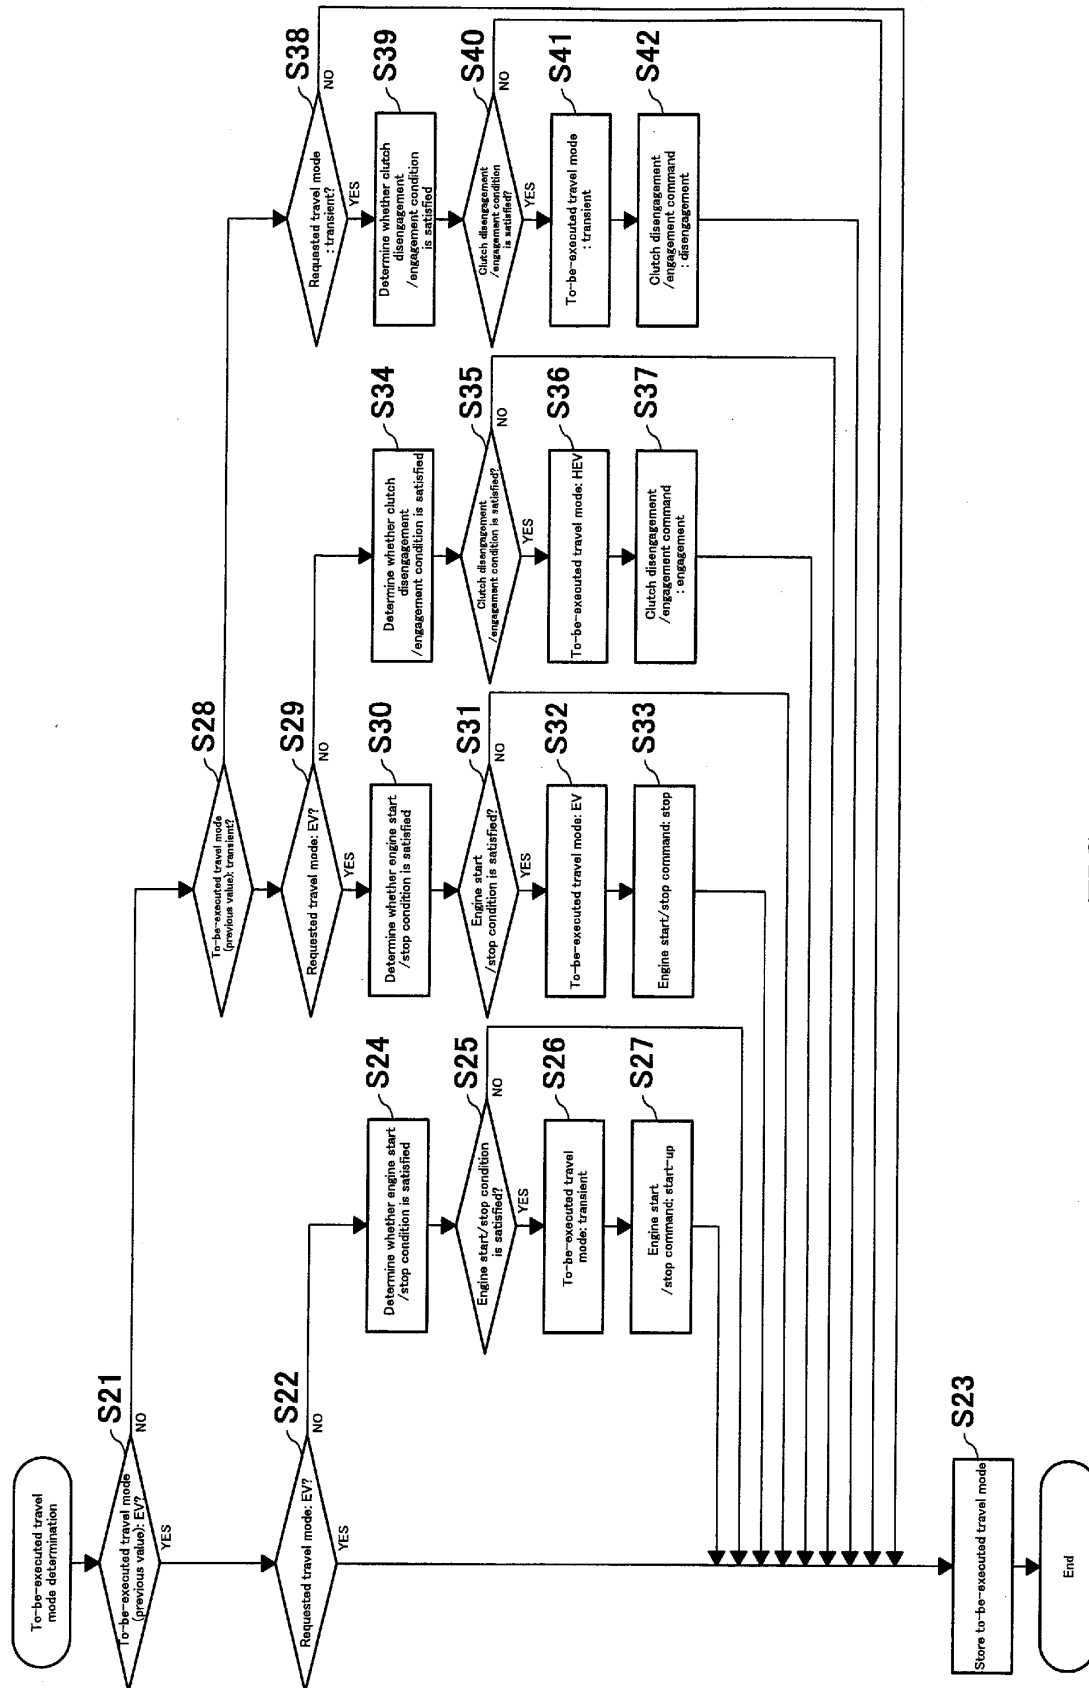 To-be-executed travel
mode determination
S21
To-be-executed travel mode
(previous value): EV?
NO
YES
S22
Requested travel mode: EV?
NO
YES
S24
Determine whether engine start
/stop condition is satisfied
S25
Engine start/stop condition
is satisfied?
NO
YES
S26
To-be-executed travel
mode: transient
S27
Engine start
/stop command: start-up
S28
To-be-executed travel mode
(previous value): transient?
S29
Requested travel mode: EV?
NO
YES
S30
Determine whether engine start
/stop condition is satisfied
S31
Engine start
/stop condition is satisfied?
NO
YES
S32
To-be-executed travel mode: EV
S33
Engine start/stop command: stop
S34
Determine whether clutch
disengagement
/engagement condition is satisfied
S35
Clutch disengagement
/engagement condition is satisfied?
NO
YES
S36
To-be-executed travel mode: HEV
S37
Clutch disengagement
/engagement command
: engagement
S38
Requested travel mode
: transient?
NO
YES
S39
Determine whether clutch
disengagement
/engagement condition
is satisfied
S40
Clutch disengagement
/engagement condition
is satisfied?
NO
YES
S41
To-be-executed travel mode
: transient
S42
Clutch disengagement
/engagement command
: disengagement
S23
Store to-be-executed travel mode
End